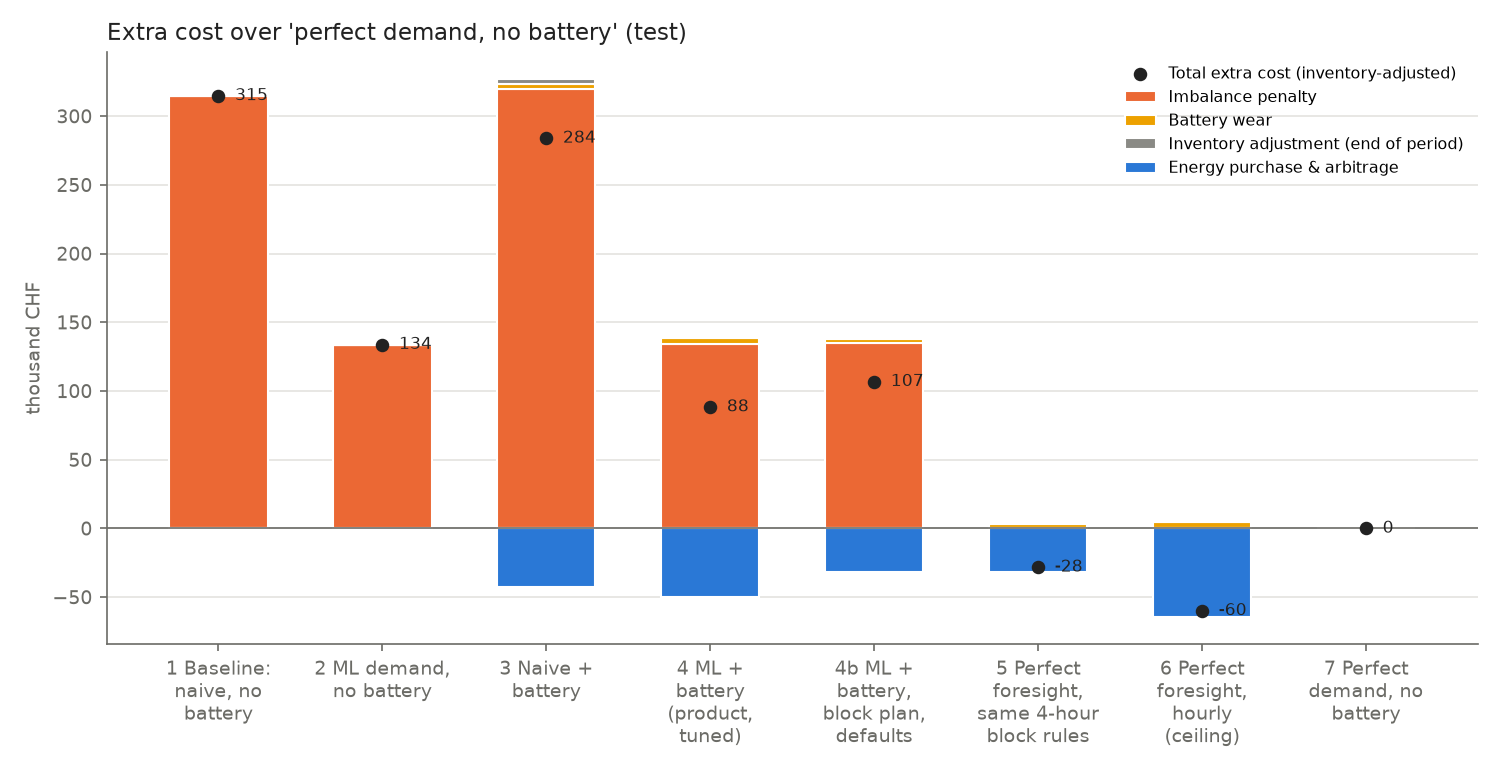 Extra cost over 'perfect demand, no battery' (test)
Total extra cost (inventory-adjusted)
Imbalance penalty
Battery wear
Inventory adjustment (end of period)
Energy purchase & arbitrage
thousand CHF
300
250
200
150
100
50
0
−50
315
134
284
88
107
-28
-60
0
1 Baseline:
naive, no
battery
2 ML demand,
no battery
3 Naive +
battery
4 ML +
battery
(product,
tuned)
4b ML +
battery,
block plan,
defaults
5 Perfect
foresight,
same 4-hour
block rules
6 Perfect
foresight,
hourly
(ceiling)
7 Perfect
demand, no
battery